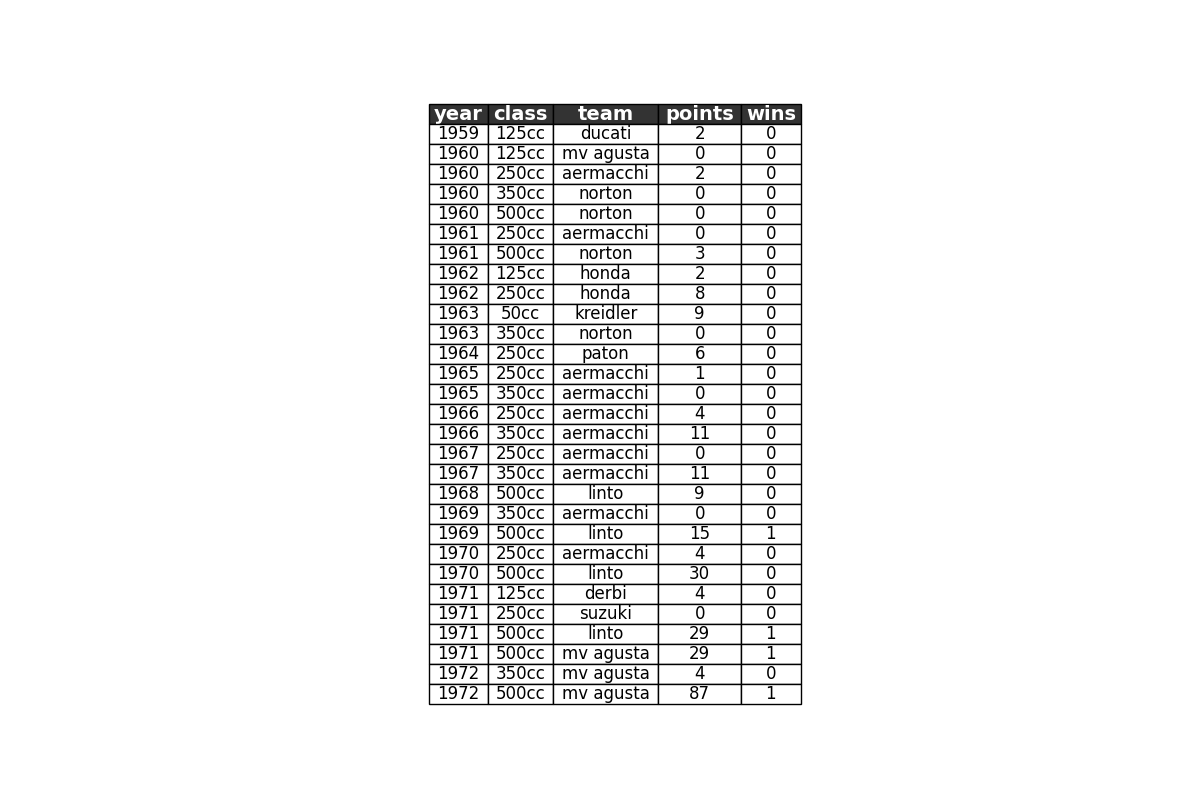 year class team points wins
1959 125cc ducati 2 0
1960 125cc mv agusta 0 0
1960 250cc aermacchi 2 0
1960 350cc norton 0 0
1960 500cc norton 0 0
1961 250cc aermacchi 0 0
1961 500cc norton 3 0
1962 125cc honda 2 0
1962 250cc honda 8 0
1963 50cc kreidler 9 0
1963 350cc norton 0 0
1964 250cc paton 6 0
1965 250cc aermacchi 1 0
1965 350cc aermacchi 0 0
1966 250cc aermacchi 4 0
1966 350cc aermacchi 11 0
1967 250cc aermacchi 0 0
1967 350cc aermacchi 11 0
1968 500cc linto 9 0
1969 350cc aermacchi 0 0
1969 500cc linto 15 1
1970 250cc aermacchi 4 0
1970 500cc linto 30 0
1971 125cc derbi 4 0
1971 250cc suzuki 0 0
1971 500cc linto 29 1
1971 500cc mv agusta 29 1
1972 350cc mv agusta 4 0
1972 500cc mv agusta 87 1